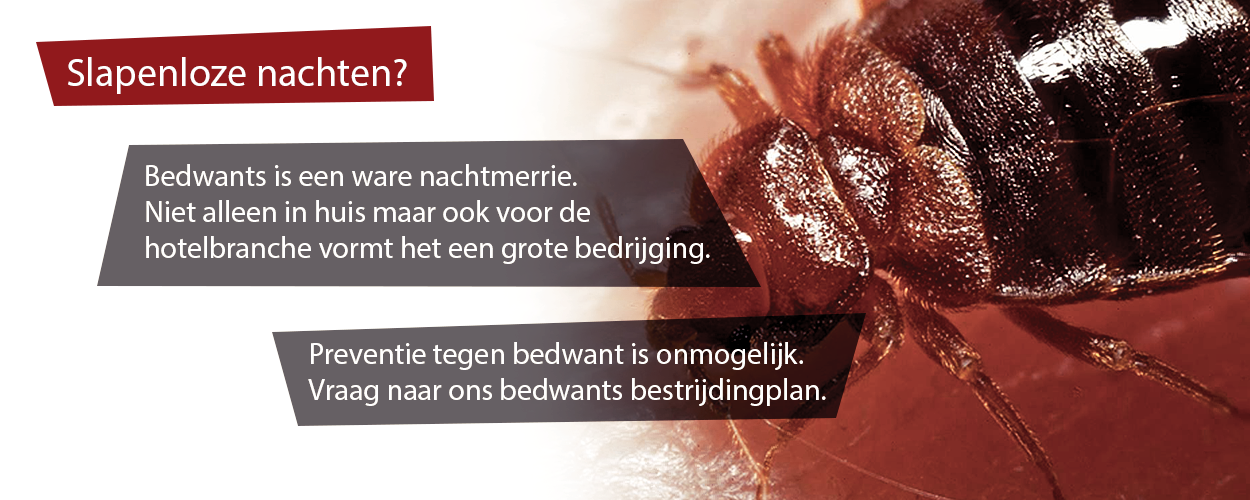 Slapenloze nachten?
Bedwants is een ware nachtmerrie.
Niet alleen in huis maar ook voor de
hotelbranche vormt het een grote bedrijging.
Preventie tegen bedwant is onmogelijk.
Vraag naar ons bedwants bestrijdingplan.